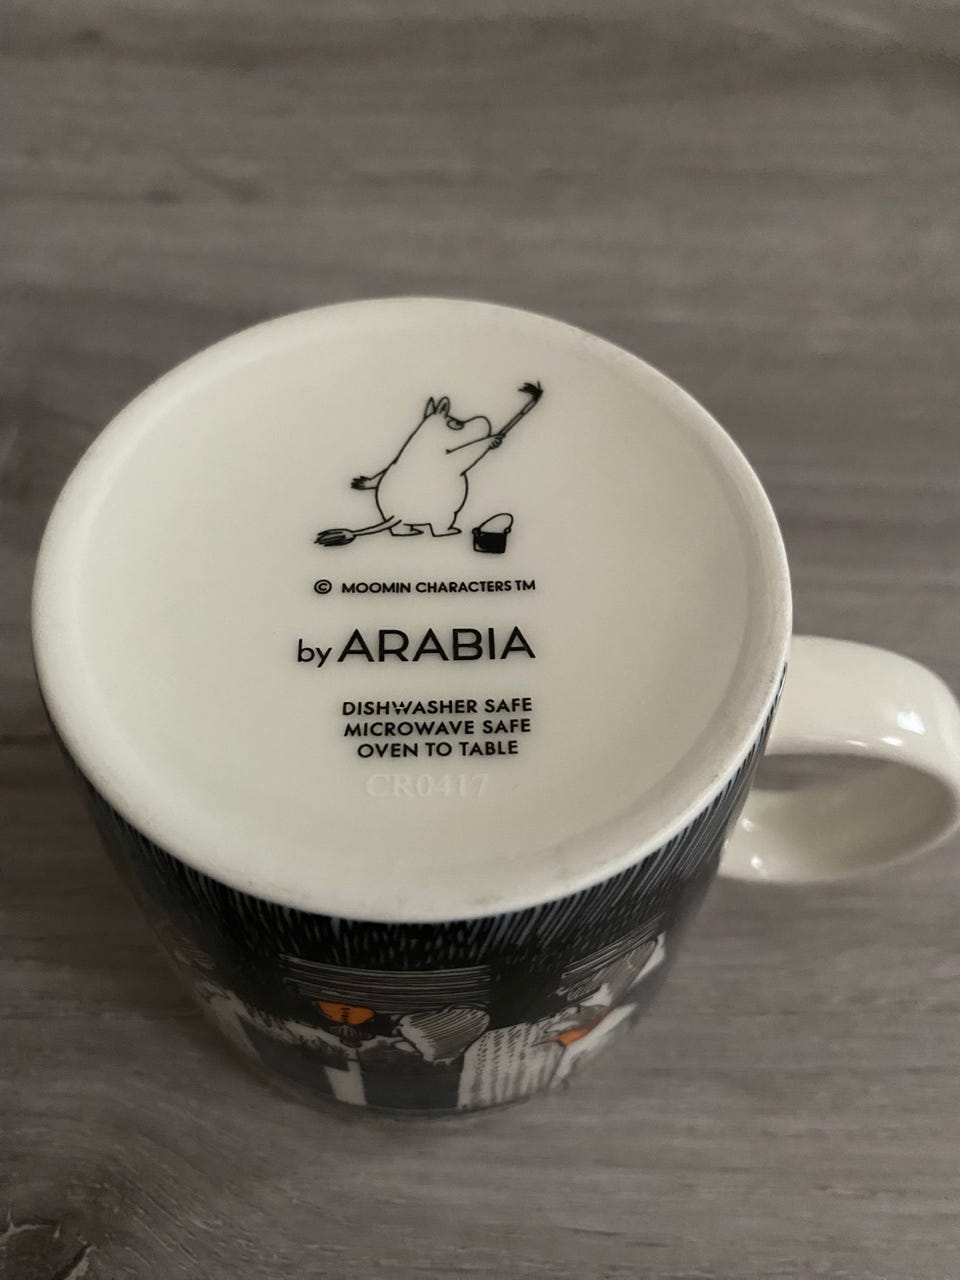 © MOOMIN CHARACTERS TM
by ARABIA
DISHWASHER SAFE
MICROWAVE SAFE
OVEN TO TABLE
CR0417